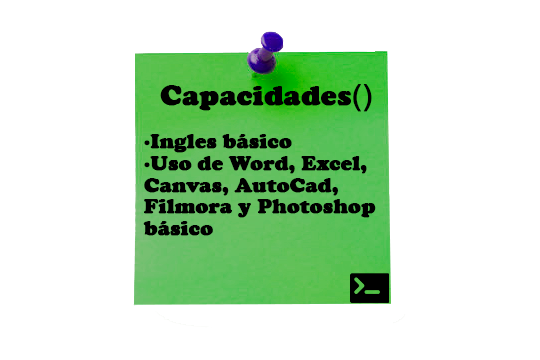 Capacidades()
·Ingles básico
·Uso de Word, Excel,
Canvas, AutoCad,
Filmora y Photoshop
básico
>_